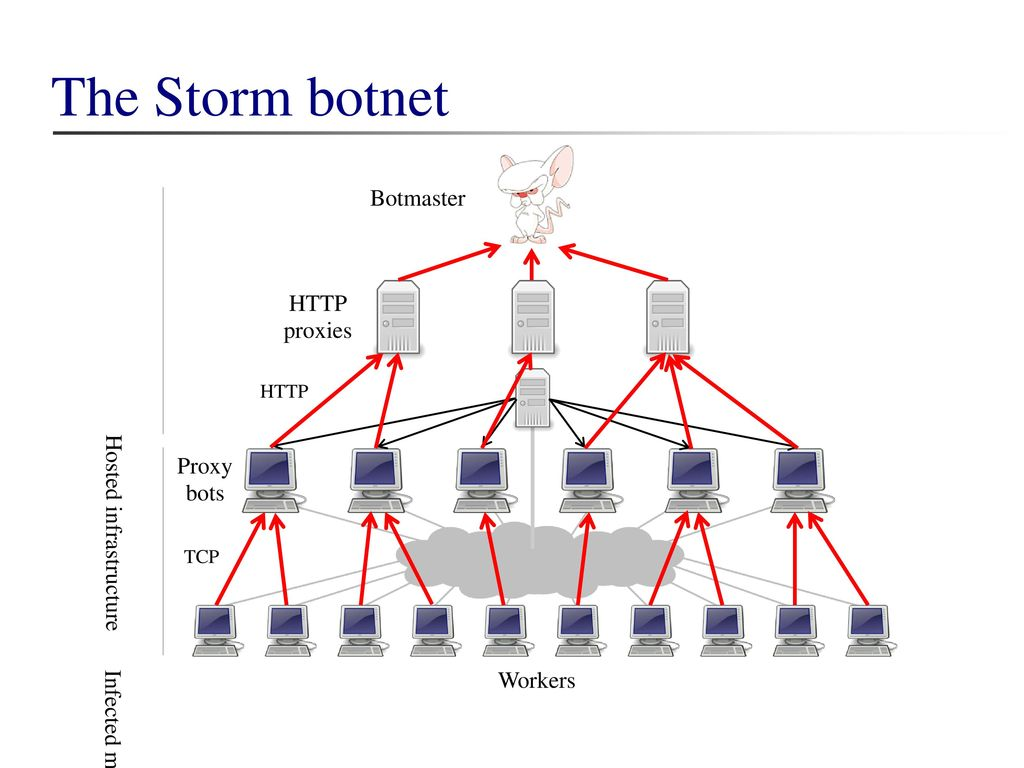 The Storm botnet
Botmaster
HTTP
proxies
HTTP
Proxy
bots
TCP
Hosted infrastructure
Infected m
Workers